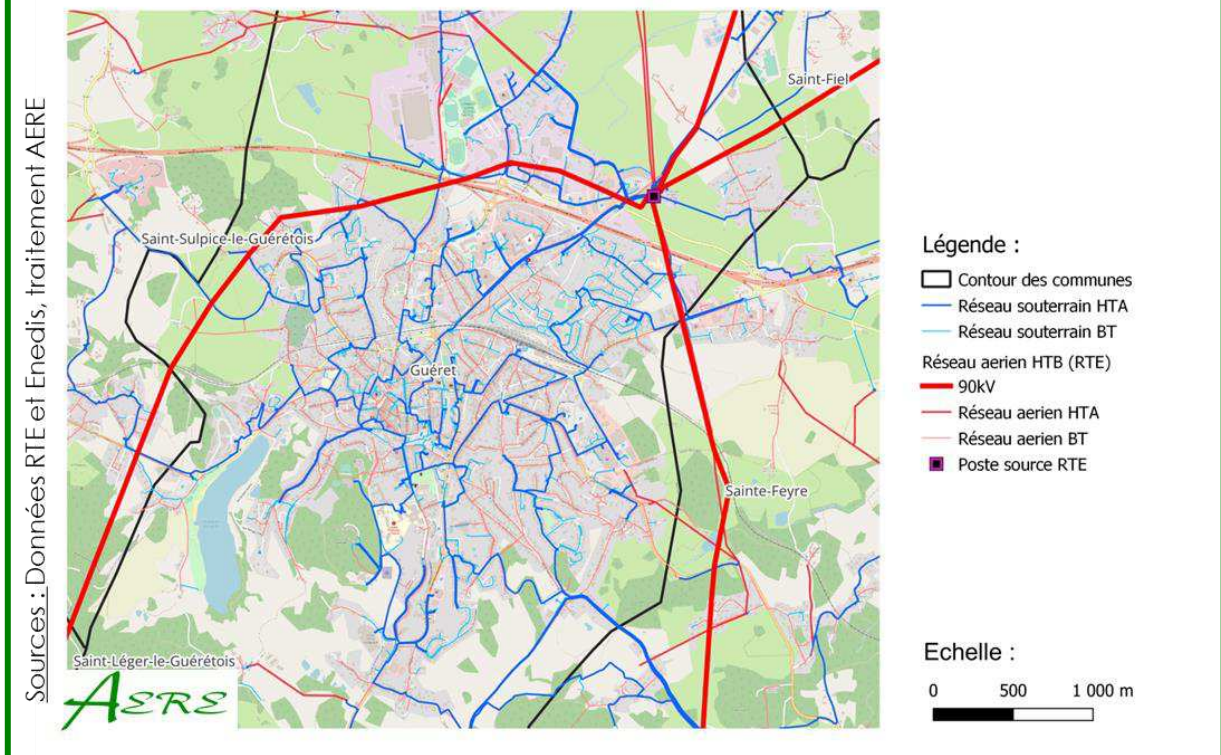 Sources : Données RTE et Enedis, traitement AERE
Saint-Fiel
Saint-Sulpice-le-Guérétois
Guéret
Sainte-Feyre
Saint-Léger-le-Guérétois
AERE
Légende :
Contour des communes
Réseau souterrain HTA
Réseau souterrain BT
Réseau aerien HTB (RTE)
90kV
Réseau aerien HTA
Réseau aerien BT
Poste source RTE
Echelle :
0 500 1 000 m